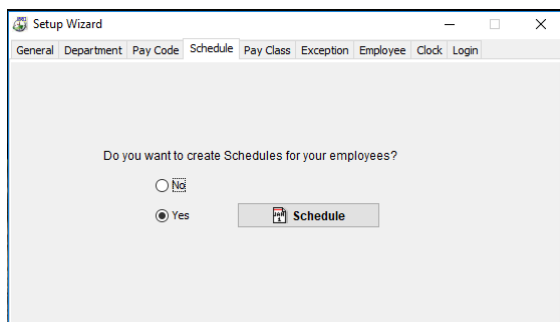 Setup Wizard
General Department Pay Code Schedule Pay Class Exception Employee Clock Login
Do you want to create Schedules for your employees?
No
Yes Schedule